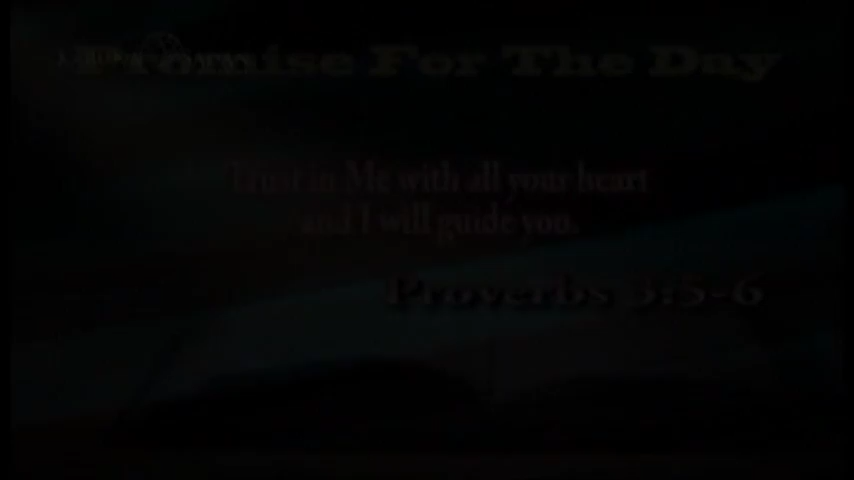 Promise For The Day
Trust in Me with all your heart
and I will guide you.
Proverbs 3:5-6